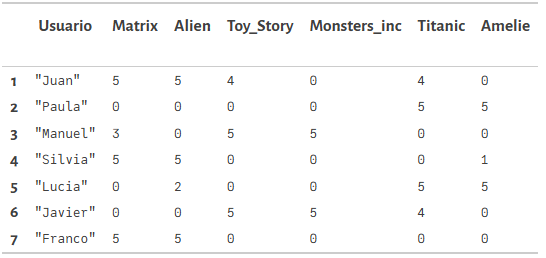 Usuario Matrix Alien Toy_Story Monsters_inc Titanic Amelie
1 "Juan" 5 5 4 0 4 0
2 "Paula" 0 0 0 0 5 5
3 "Manuel" 3 0 5 5 0 0
4 "Silvia" 5 5 0 0 0 1
5 "Lucia" 0 2 0 0 5 5
6 "Javier" 0 0 5 5 4 0
7 "Franco" 5 5 0 0 0 0